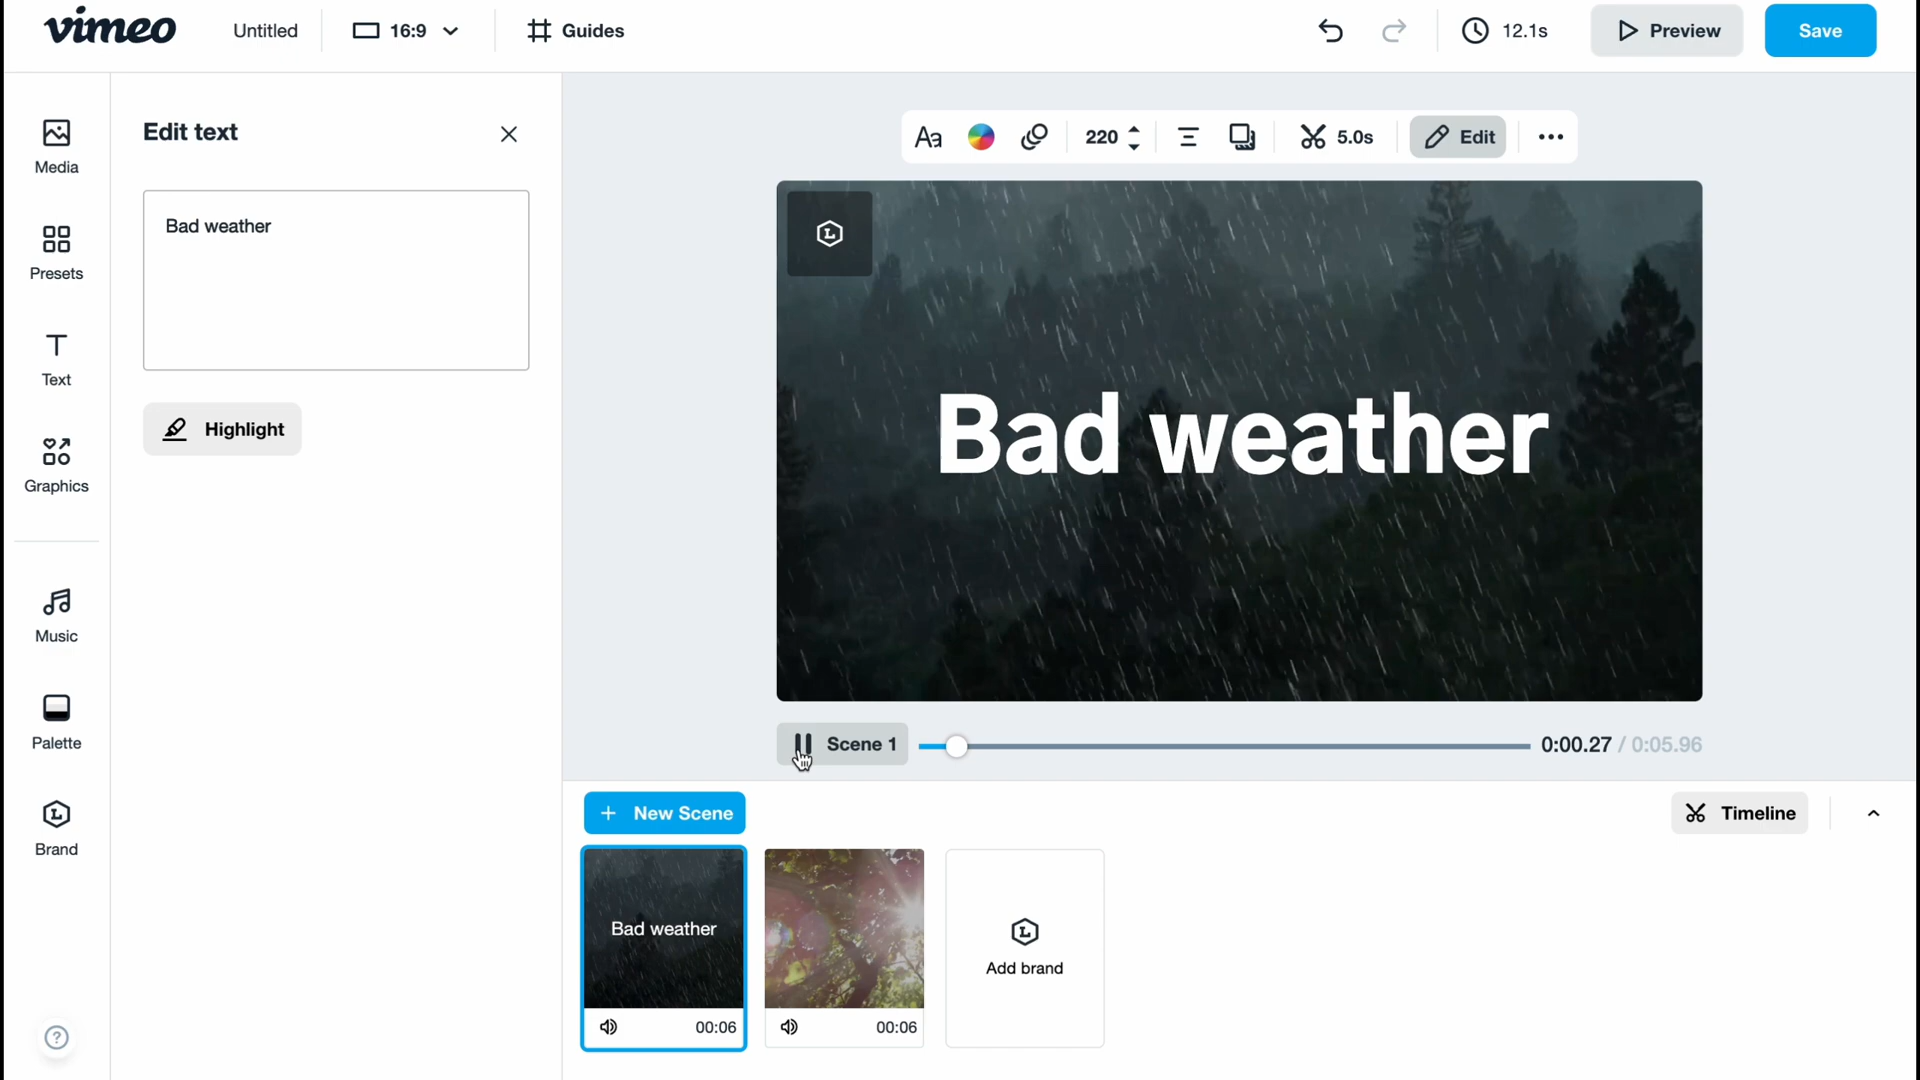 vimeo
Untitled
16:9
Guides
12.1s
Preview
Save
Media
Presets
Text
Graphics
Music
Palette
Brand
Edit text
Bad weather
Highlight
Aa
220
5.0s
Edit
Bad weather
Scene 1
0:00.27 / 0:05.96
+ New Scene
Timeline
Bad weather
00:06
00:06
Add brand